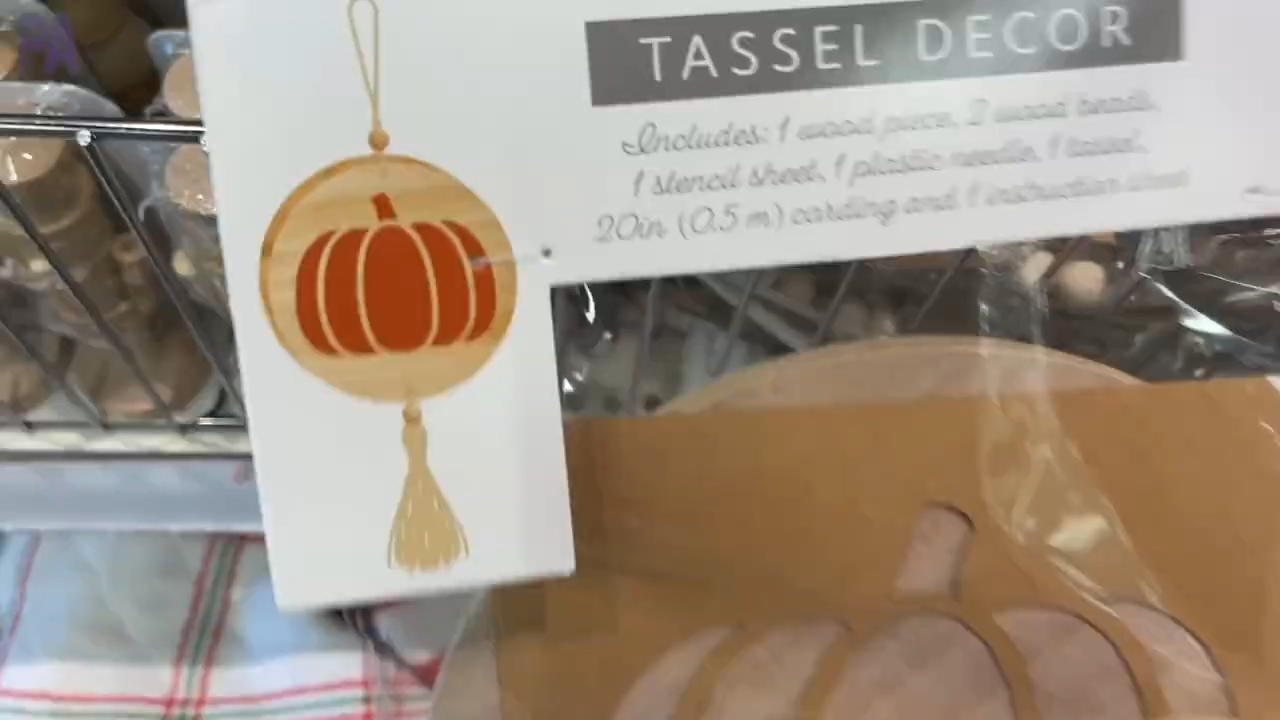 TASSEL DECOR
Includes: 1 wood piece, 2 wood beads,
1 stencil sheet, 1 plastic needle, 1 tassel,
20in (0.5 m) cording and 1 instruction sheet